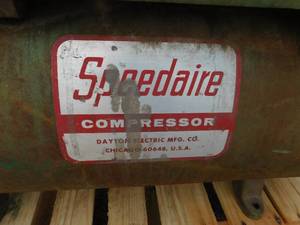 Speedaire
COMPRESSOR
DAYTON ELECTRIC MFG. CO.
CHICAGO 60648, U.S.A.